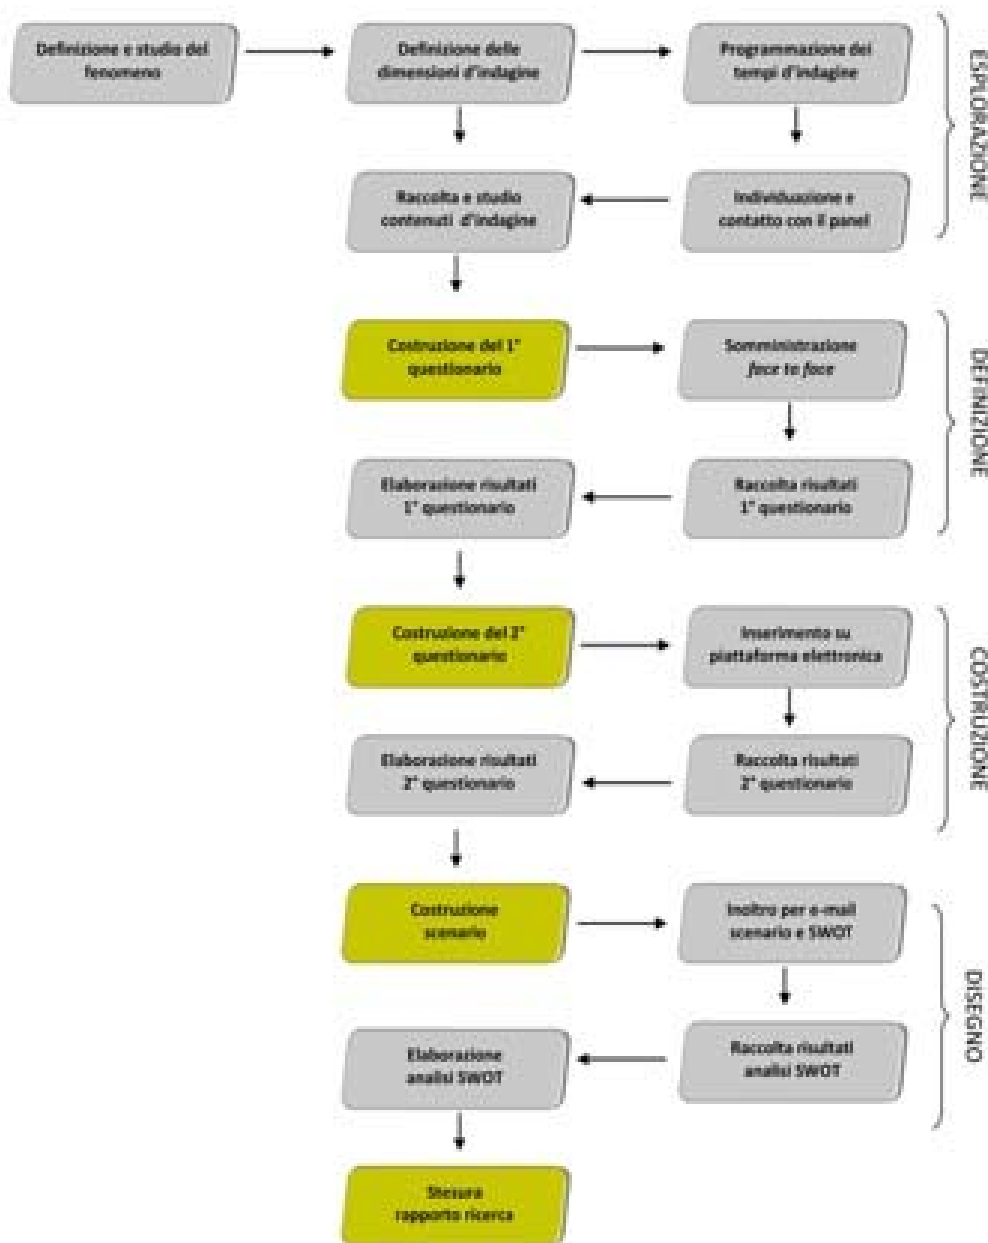 Definizione e studio del
fenomeno
Definizione delle
dimensioni d'indagine
Programmazione dei
tempi d'indagine
Raccolta e studio
contenuti d'indagine
Individuazione e
contatto con il panel
ESPLORAZIONE
Costruzione del 1°
questionario
Somministrazione
face to face
Elaborazione risultati
1° questionario
Raccolta risultati
1° questionario
DEFINIZIONE
Costruzione del 2°
questionario
Inserimento su
piattaforma elettronica
Elaborazione risultati
2° questionario
Raccolta risultati
2° questionario
COSTRUZIONE
Costruzione
scenario
Inoltro per e-mail
scenario e SWOT
Elaborazione
analisi SWOT
Raccolta risultati
analisi SWOT
DISEGNO
Stesura
rapporto ricerca